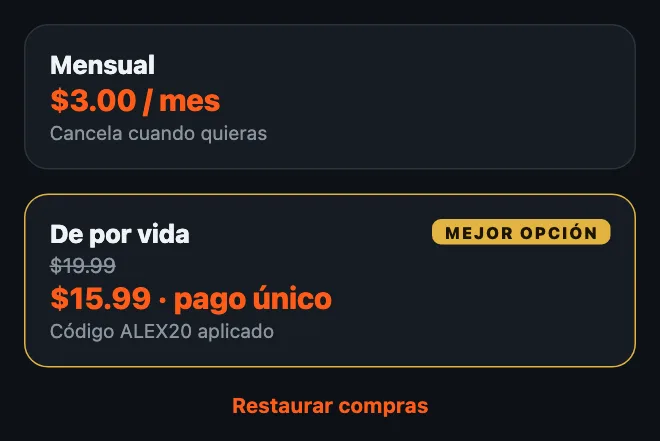 Mensual
$3.00 / mes
Cancela cuando quieras
De por vida
MEJOR OPCIÓN
$19.99
$15.99 · pago único
Código ALEX20 aplicado
Restaurar compras